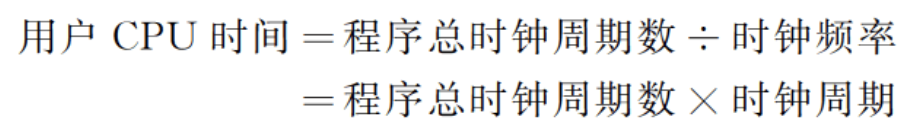 用户 CPU 时间 = 程序总时钟周期数 ÷ 时钟频率
= 程序总时钟周期数 × 时钟周期